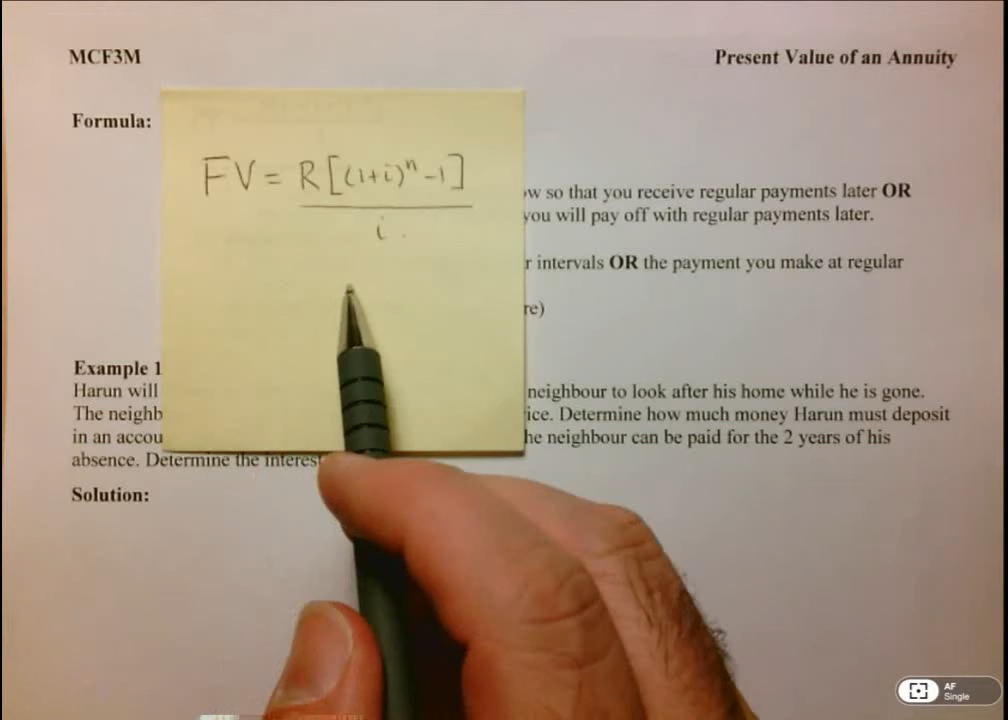 MCF3M Present Value of an Annuity
Formula:
FV = R[(1+i)^n -1]
i
w so that you receive regular payments later OR
you will pay off with regular payments later.
r intervals OR the payment you make at regular
re)
Example 1
Harun will neighbour to look after his home while he is gone.
The neighb ice. Determine how much money Harun must deposit
in an accou he neighbour can be paid for the 2 years of his
absence. Determine the interest
Solution:
AF
Single